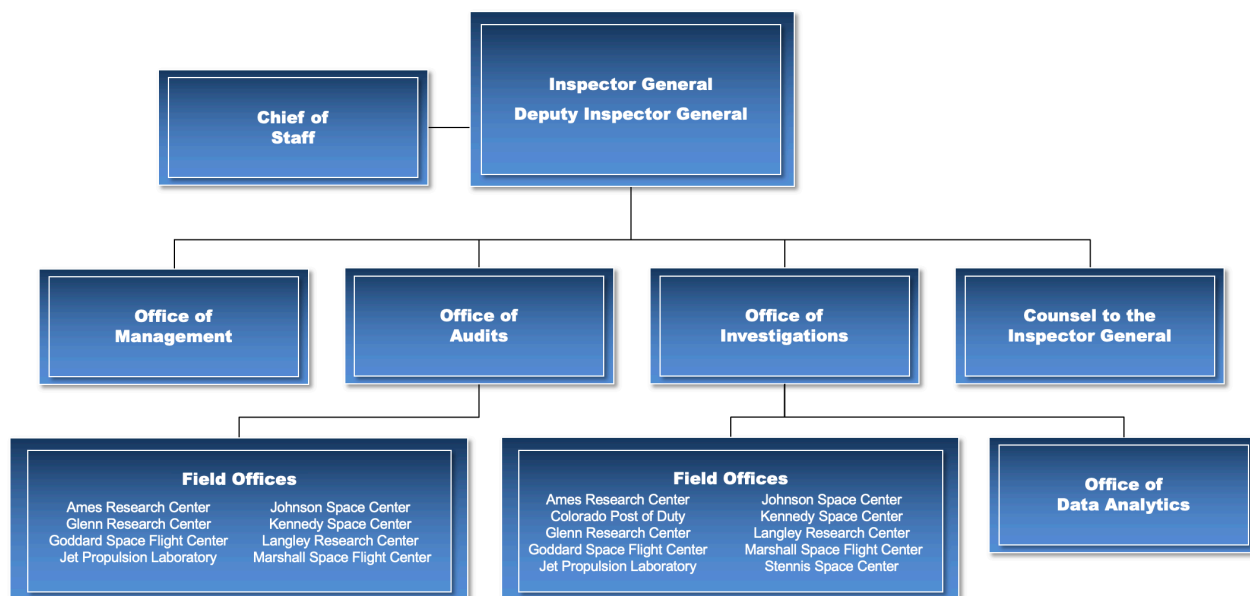 Inspector General
Deputy Inspector General
Chief of
Staff
Office of
Management
Office of
Audits
Office of
Investigations
Counsel to the
Inspector General
Field Offices
Ames Research Center
Glenn Research Center
Goddard Space Flight Center
Jet Propulsion Laboratory
Johnson Space Center
Kennedy Space Center
Langley Research Center
Marshall Space Flight Center
Field Offices
Ames Research Center
Colorado Post of Duty
Glenn Research Center
Goddard Space Flight Center
Jet Propulsion Laboratory
Johnson Space Center
Kennedy Space Center
Langley Research Center
Marshall Space Flight Center
Stennis Space Center
Office of
Data Analytics